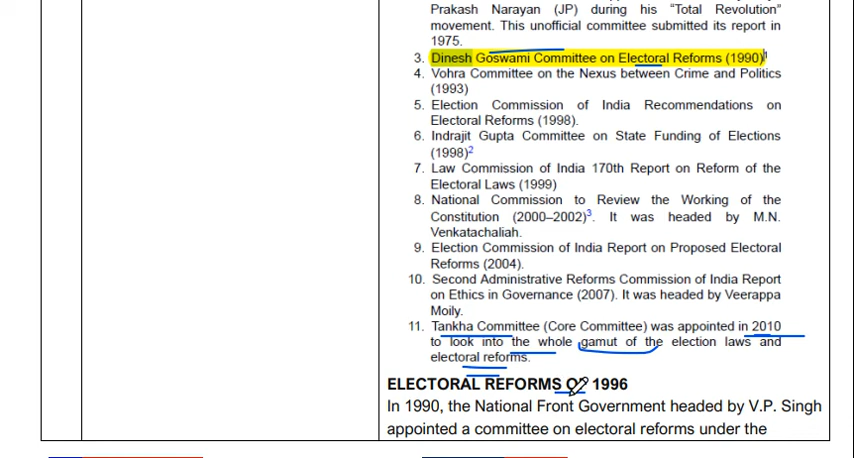 Prakash Narayan (JP) during his “Total Revolution”
movement. This unofficial committee submitted its report in
1975.
3. Dinesh Goswami Committee on Electoral Reforms (1990)1
4. Vohra Committee on the Nexus between Crime and Politics
(1993)
5. Election Commission of India Recommendations on
Electoral Reforms (1998).
6. Indrajit Gupta Committee on State Funding of Elections
(1998)2
7. Law Commission of India 170th Report on Reform of the
Electoral Laws (1999)
8. National Commission to Review the Working of the
Constitution (2000–2002)3. It was headed by M.N.
Venkatachaliah.
9. Election Commission of India Report on Proposed Electoral
Reforms (2004).
10. Second Administrative Reforms Commission of India Report
on Ethics in Governance (2007). It was headed by Veerappa
Moily.
11. Tankha Committee (Core Committee) was appointed in 2010
to look into the whole gamut of the election laws and
electoral reforms.
ELECTORAL REFORMS OF 1996
In 1990, the National Front Government headed by V.P. Singh
appointed a committee on electoral reforms under the